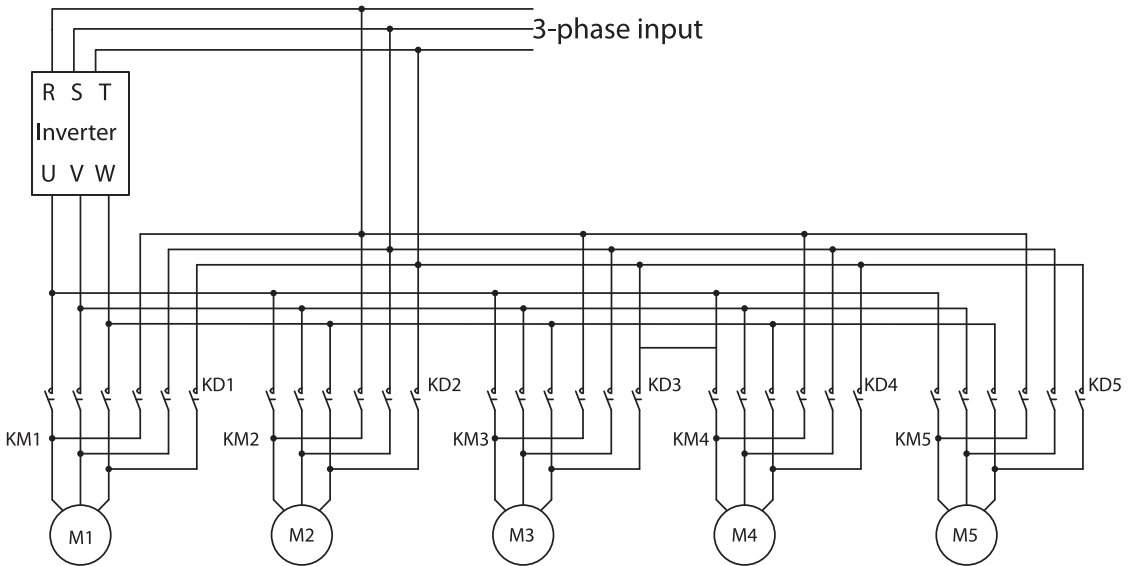 3-phase input
R S T
Inverter
U V W
KD1 KD2 KD3 KD4 KD5
KM1 KM2 KM3 KM4 KM5
M1 M2 M3 M4 M5